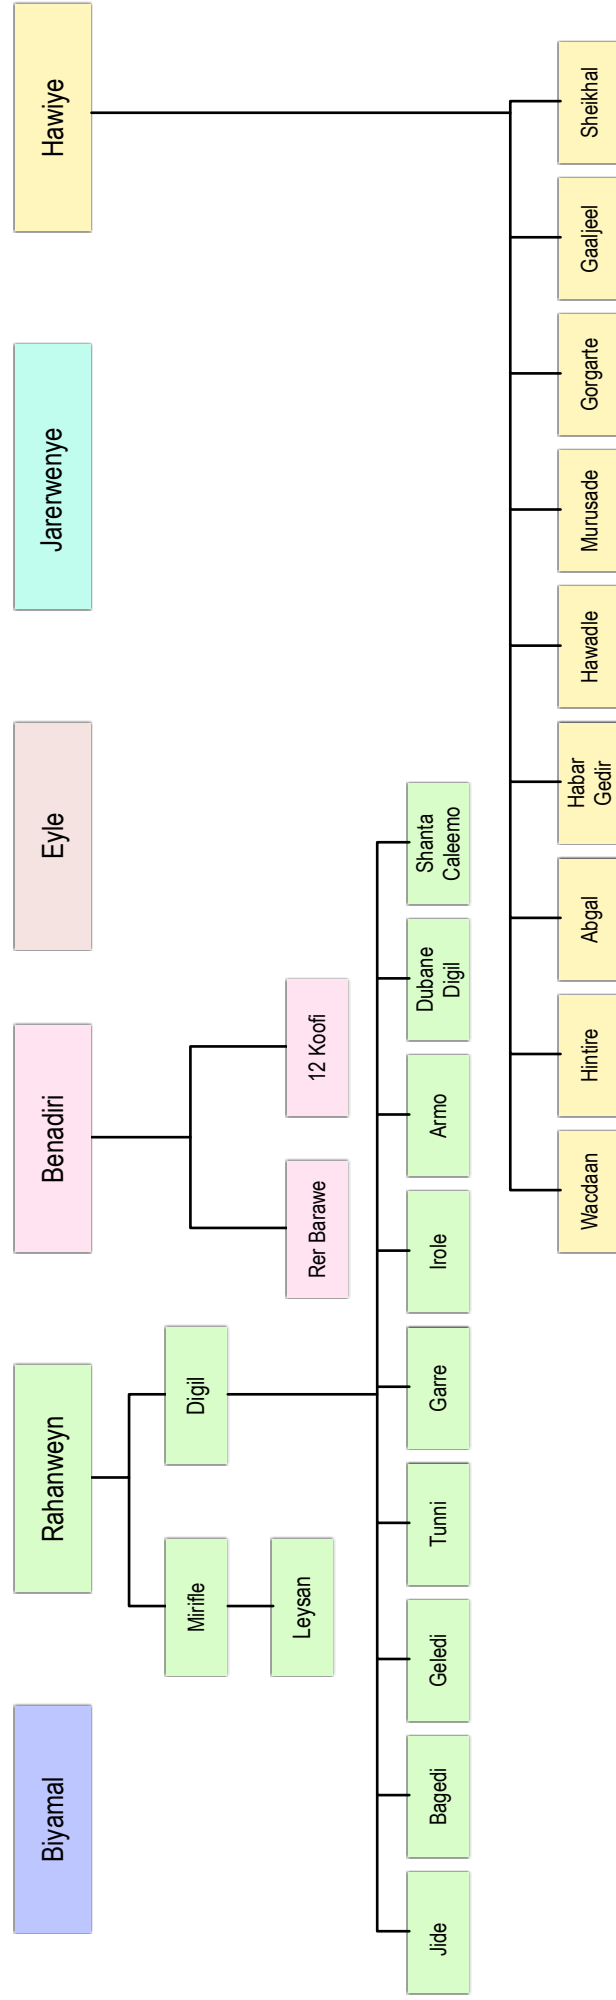 Biyamal
Rahanweyn
Benadiri
Eyle
Jarerwenye
Hawiye
Mirifle
Digil
Leysan
Rer Barawe
12 Koofi
Jide
Bagedi
Geledi
Tunni
Garre
Irole
Armo
Dubane
Digil
Shanta
Caleemo
Wacdaan
Hintire
Abgal
Habar
Gedir
Hawadle
Murusade
Gorgarte
Gaaljeel
Sheikhal